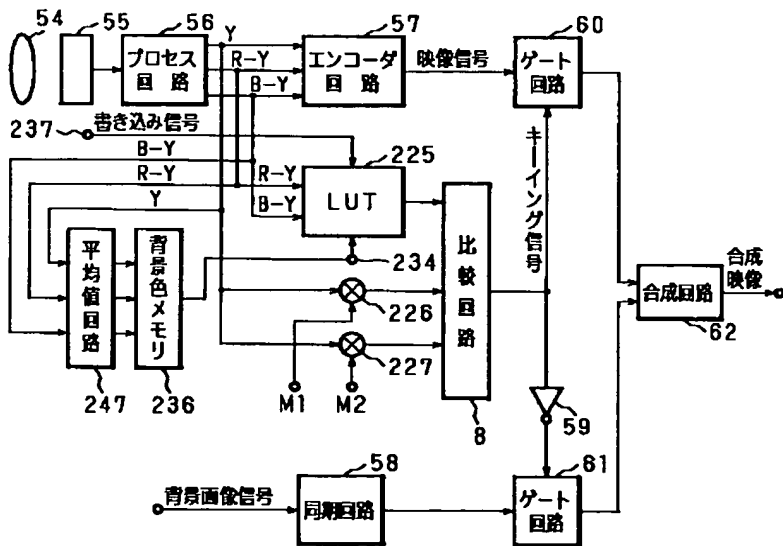 54
55
56
57
60
Y
R-Y
B-Y
プロセス
回路
エンコーダ
回路
映像信号
ゲート
回路
237
書き込み信号
B-Y
R-Y
Y
R-Y
B-Y
225
LUT
キーイング信号
平均値回路
背景色メモリ
234
226
227
比較回路
合成回路
合成
映像
62
247
236
M1
M2
8
59
58
61
背景画像信号
同期回路
ゲート
回路